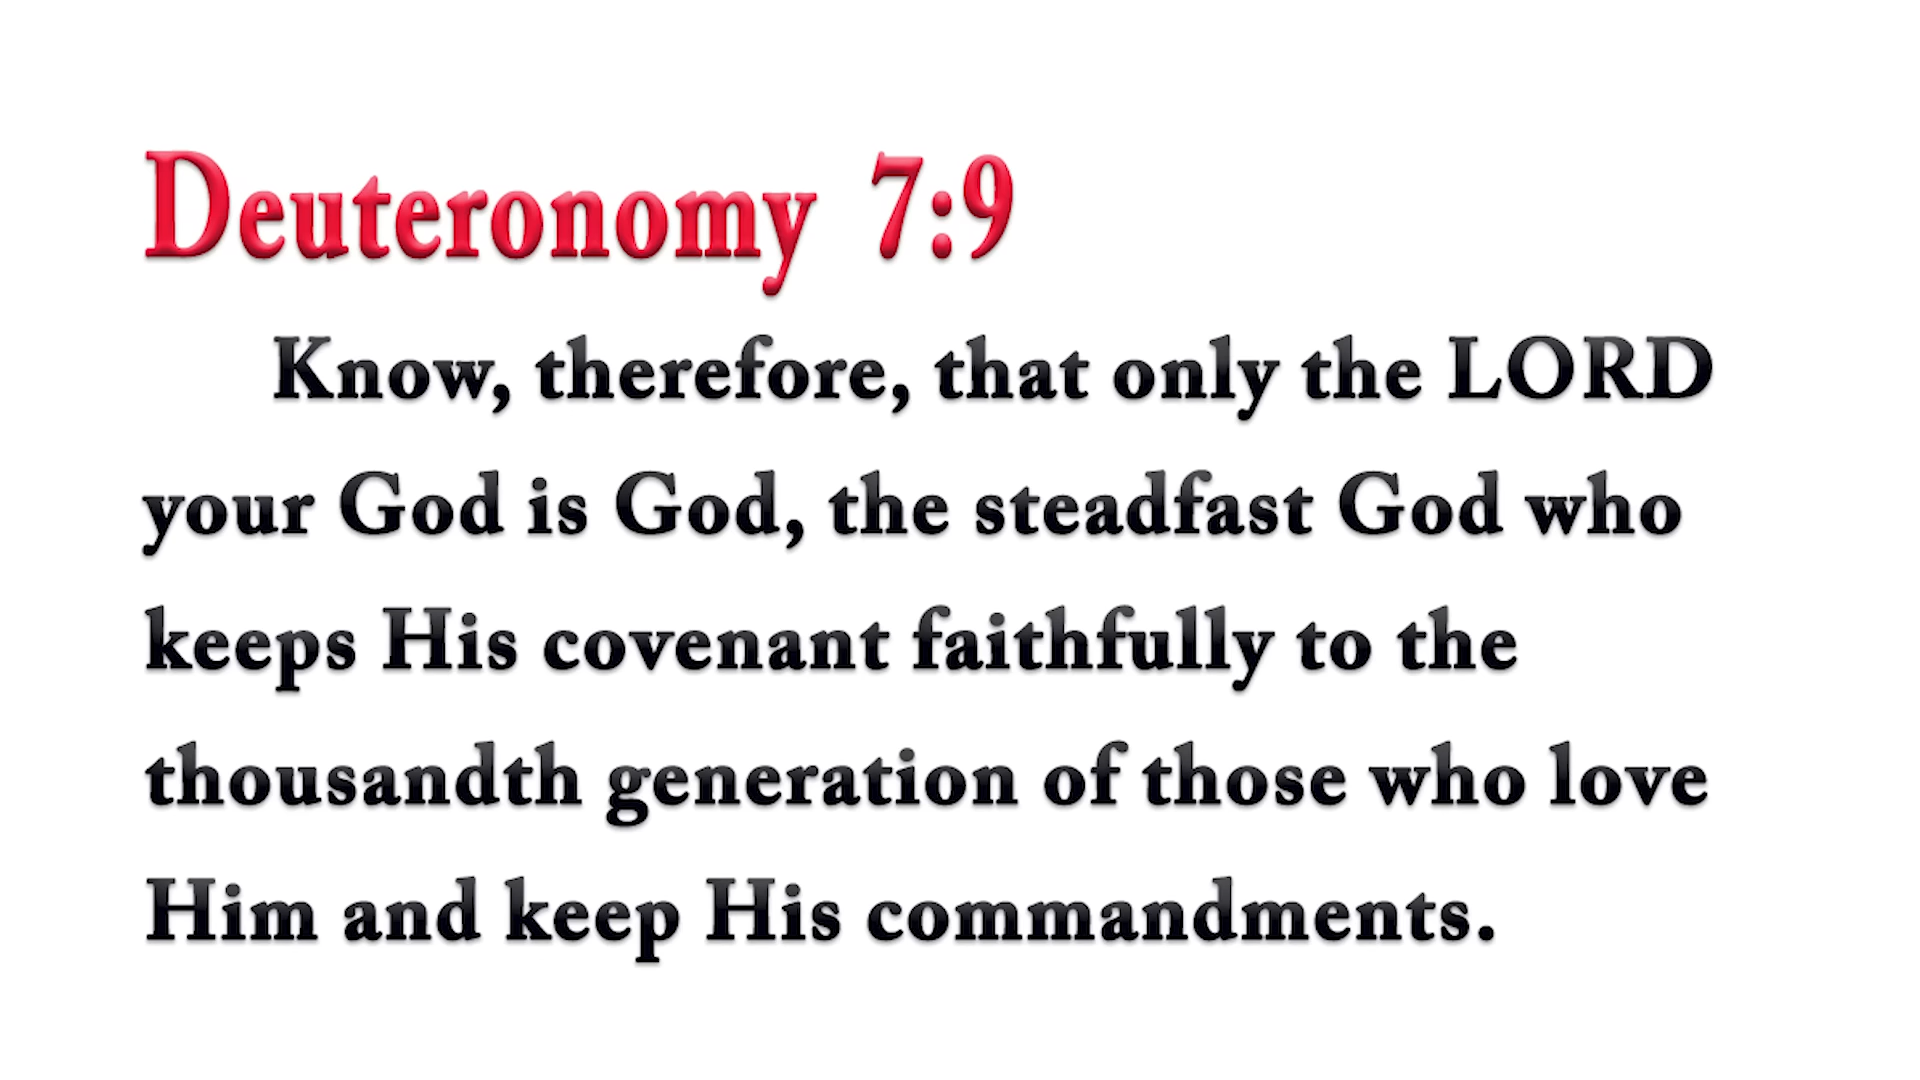 Deuteronomy 7:9
Know, therefore, that only the LORD
your God is God, the steadfast God who
keeps His covenant faithfully to the
thousandth generation of those who love
Him and keep His commandments.